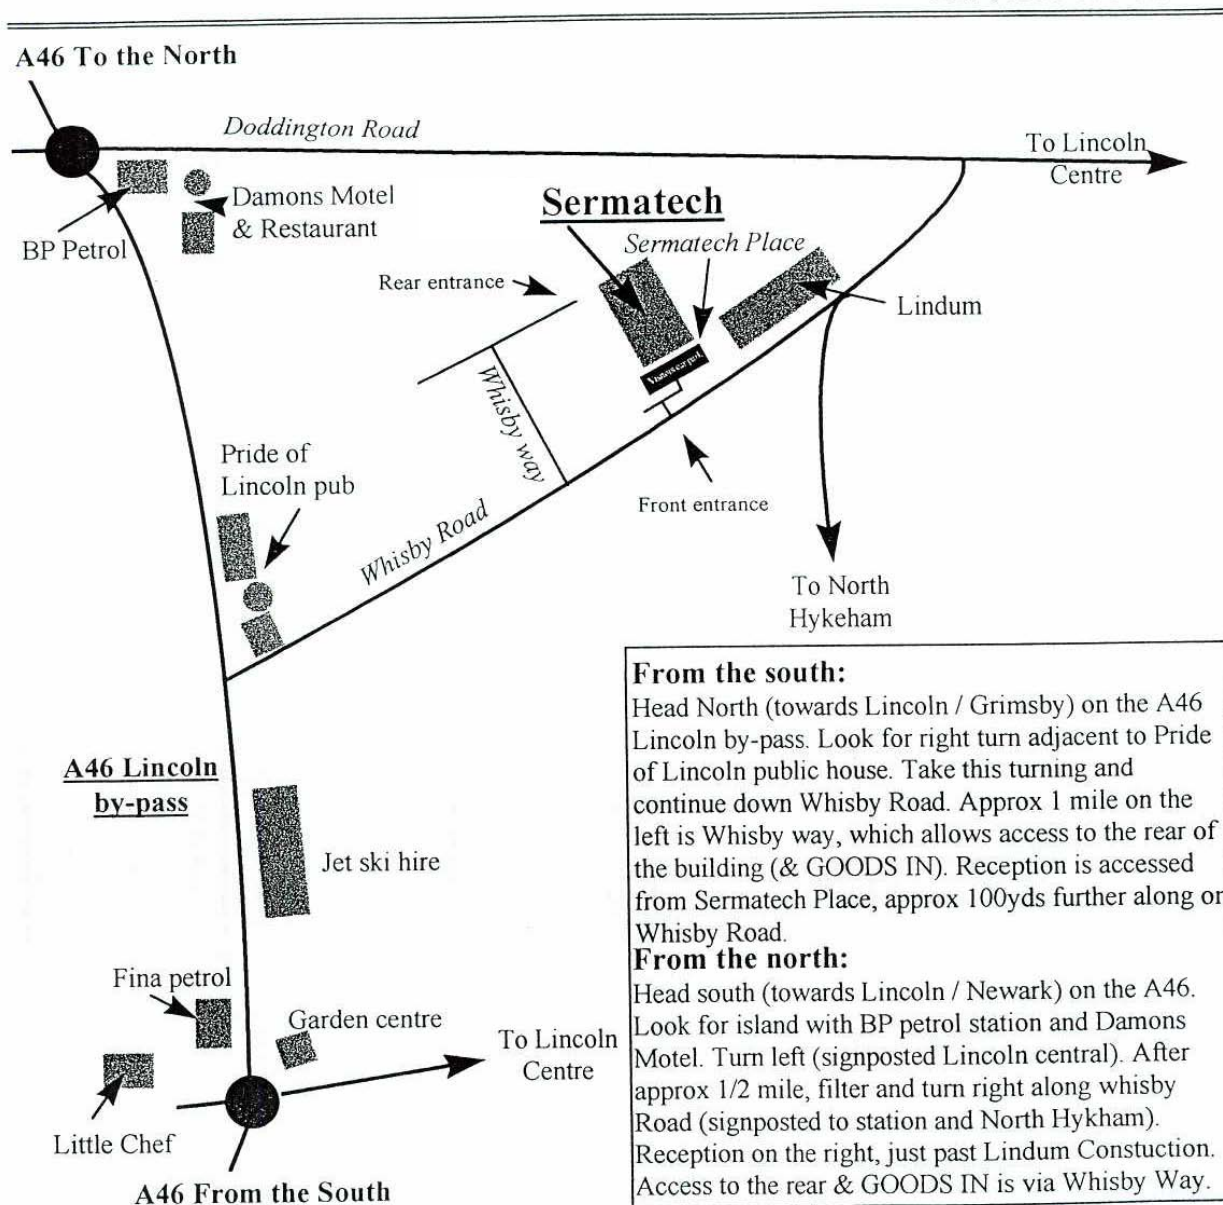 A46 To the North
Doddington Road
To Lincoln
Centre
BP Petrol
Damons Motel
& Restaurant
Sermatech
Sermatech Place
Rear entrance
Lindum
Visitors car park
Whisby way
Front entrance
Pride of
Lincoln pub
Whisby Road
To North
Hykeham
A46 Lincoln
by-pass
Jet ski hire
Fina petrol
Garden centre
To Lincoln
Centre
Little Chef
A46 From the South
From the south:
Head North (towards Lincoln / Grimsby) on the A46
Lincoln by-pass. Look for right turn adjacent to Pride
of Lincoln public house. Take this turning and
continue down Whisby Road. Approx 1 mile on the
left is Whisby way, which allows access to the rear of
the building (& GOODS IN). Reception is accessed
from Sermatech Place, approx 100yds further along on
Whisby Road.
From the north:
Head south (towards Lincoln / Newark) on the A46.
Look for island with BP petrol station and Damons
Motel. Turn left (signposted Lincoln central). After
approx 1/2 mile, filter and turn right along whisby
Road (signposted to station and North Hykham).
Reception on the right, just past Lindum Constuction.
Access to the rear & GOODS IN is via Whisby Way.